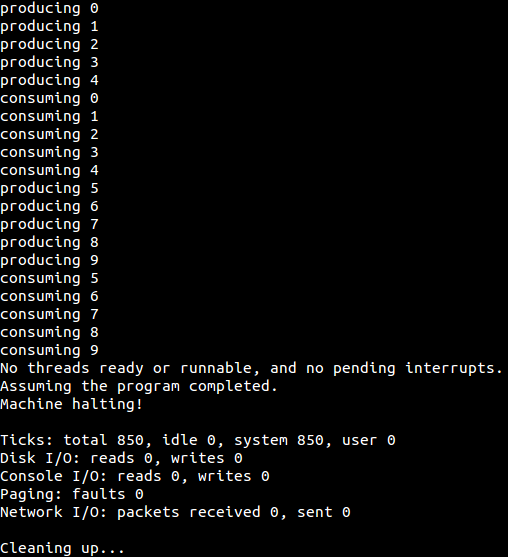 producing 0
producing 1
producing 2
producing 3
producing 4
consuming 0
consuming 1
consuming 2
consuming 3
consuming 4
producing 5
producing 6
producing 7
producing 8
producing 9
consuming 5
consuming 6
consuming 7
consuming 8
consuming 9
No threads ready or runnable, and no pending interrupts.
Assuming the program completed.
Machine halting!

Ticks: total 850, idle 0, system 850, user 0
Disk I/O: reads 0, writes 0
Console I/O: reads 0, writes 0
Paging: faults 0
Network I/O: packets received 0, sent 0

Cleaning up...